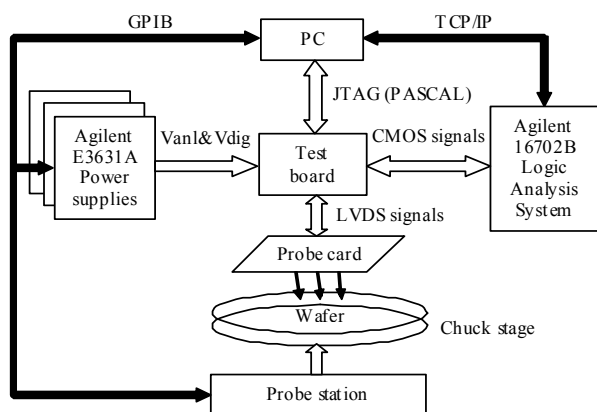 GPIB
PC
TCP/IP
JTAG (PASCAL)
Agilent
E3631A
Power
supplies
Vanl&Vdig
Test
board
CMOS signals
Agilent
16702B
Logic
Analysis
System
LVDS signals
Probe card
Wafer
Chuck stage
Probe station